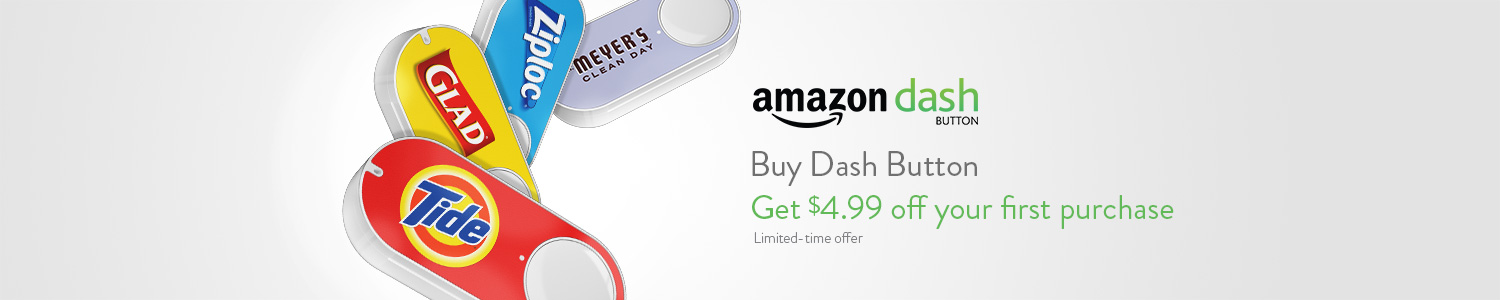 Ziploc
MEYER'S
CLEAN DAY
GLAD
Tide
amazon dash
BUTTON
Buy Dash Button
Get $4.99 off your first purchase
Limited-time offer